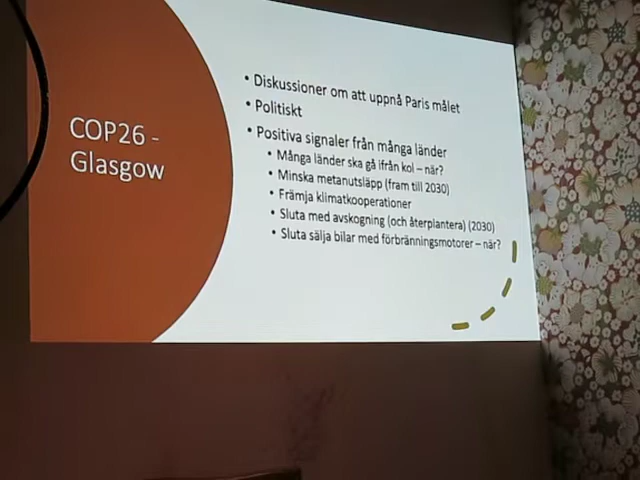 COP26 -
Glasgow
• Diskussioner om att uppnå Paris målet
• Politiskt
• Positiva signaler från många länder
• Många länder ska gå ifrån kol – när?
• Minska metanutsläpp (fram till 2030)
• Främja klimatkooperationer
• Sluta med avskogning (och återplantera) (2030)
• Sluta sälja bilar med förbränningsmotorer – när?